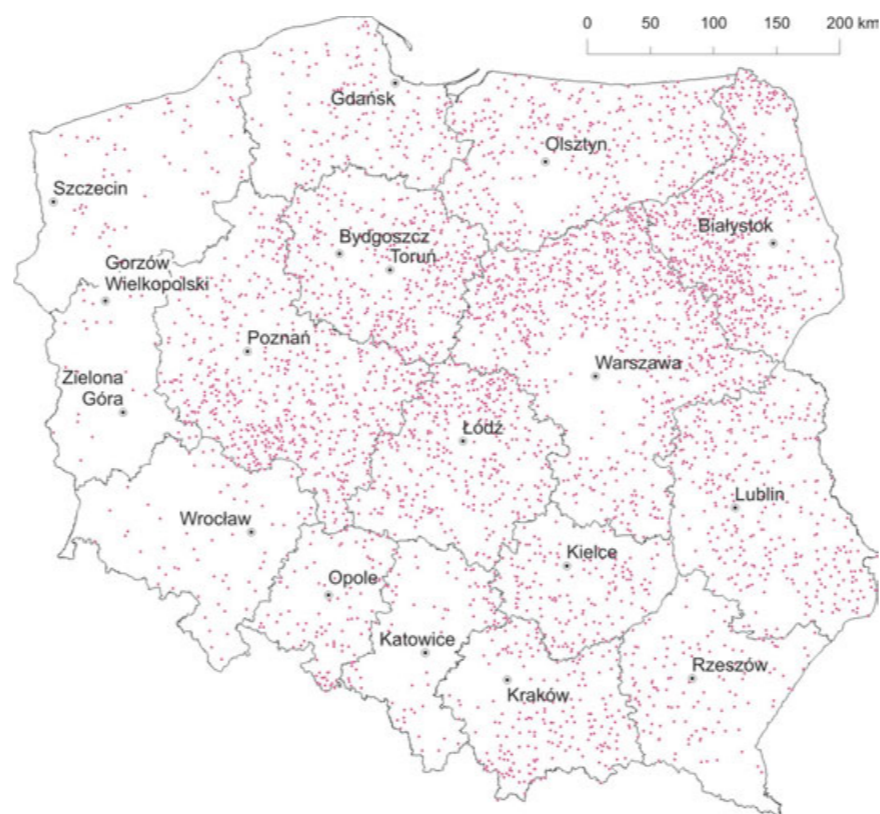 0 50 100 150 200 km
Gdańsk
Olsztyn
Szczecin
Białystok
Bydgoszcz
Toruń
Gorzów
Wielkopolski
Poznań
Warszawa
Zielona
Góra
Łódź
Lublin
Wrocław
Kielce
Opole
Katowice
Rzeszów
Kraków